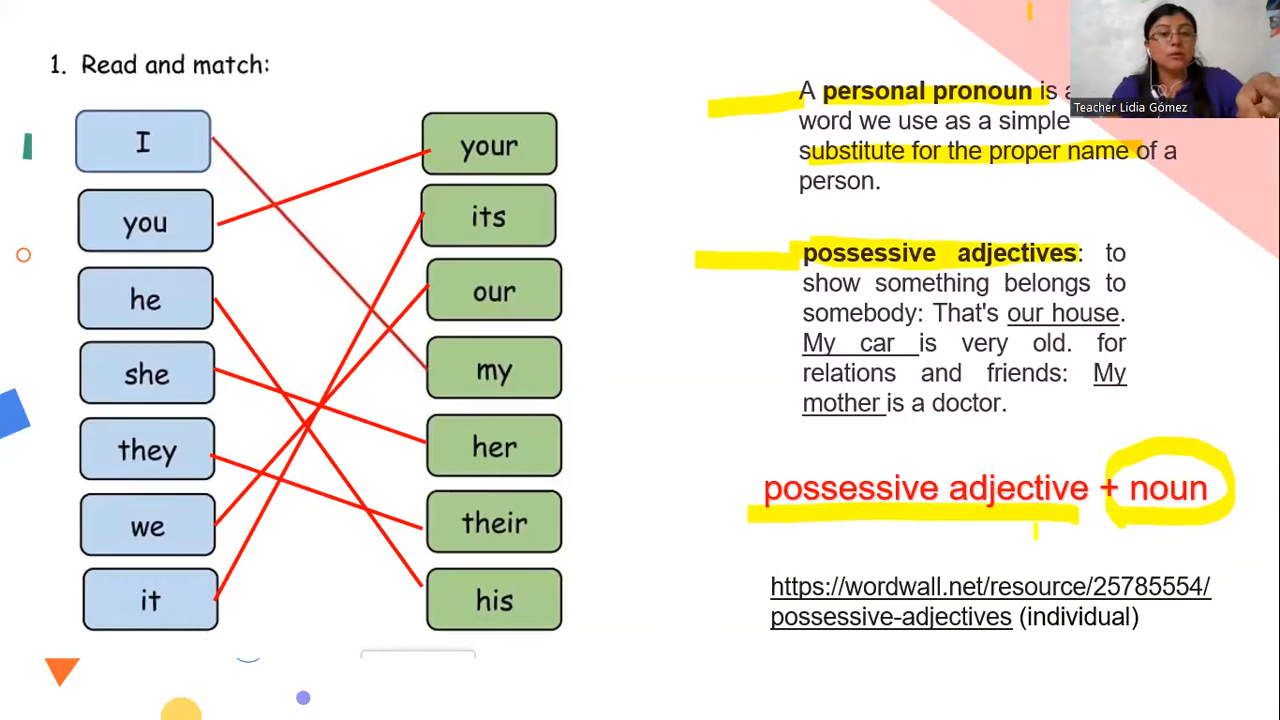 1. Read and match:
I
you
he
she
they
we
it
your
its
our
my
her
their
his
A personal pronoun is
word we use as a simple
substitute for the proper name of a
person.
possessive adjectives: to
show something belongs to
somebody: That's our house.
My car is very old. for
relations and friends: My
mother is a doctor.
possessive adjective + noun
https://wordwall.net/resource/25785554/
possessive-adjectives (individual)
Teacher Lidia Gómez